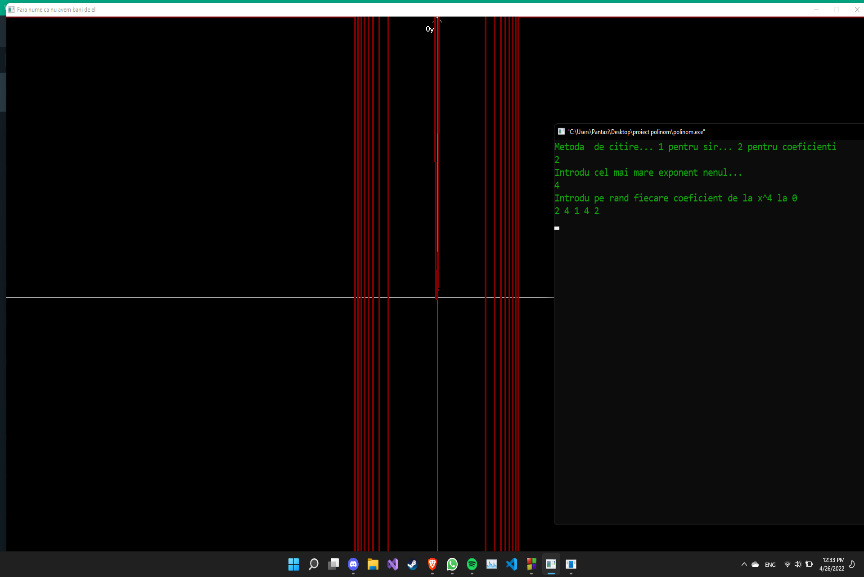 Fara nume ca nu avem bani de el
Oy
"C:\Users\Pantazi\Desktop\proiect polinom\polinom.exe"
Metoda  de citire... 1 pentru sir... 2 pentru coeficienti
2
Introdu cel mai mare exponent nenul...
4
Introdu pe rand fiecare coeficient de la x^4 la 0
2 4 1 4 2
ENG
12:33 PM
4/26/2022